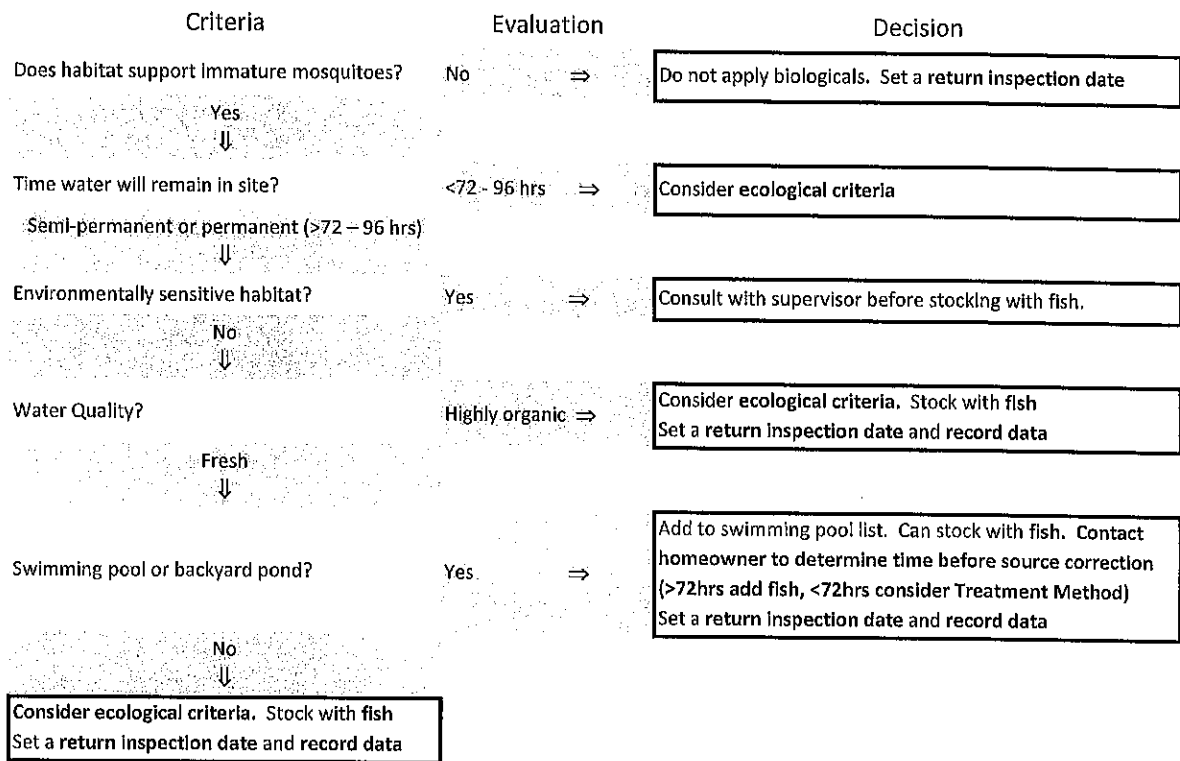 Criteria Evaluation Decision
Does habitat support immature mosquitoes? No ⇒ Do not apply biologicals. Set a return inspection date
Yes
⇓
Time water will remain in site? <72 - 96 hrs ⇒ Consider ecological criteria
Semi-permanent or permanent (>72 – 96 hrs)
⇓
Environmentally sensitive habitat? Yes ⇒ Consult with supervisor before stocking with fish.
No
⇓
Water Quality? Highly organic ⇒ Consider ecological criteria. Stock with fish
Set a return inspection date and record data
Fresh
⇓
Swimming pool or backyard pond? Yes ⇒ Add to swimming pool list. Can stock with fish. Contact
homeowner to determine time before source correction
(>72hrs add fish, <72hrs consider Treatment Method)
Set a return inspection date and record data
No
⇓
Consider ecological criteria. Stock with fish
Set a return inspection date and record data